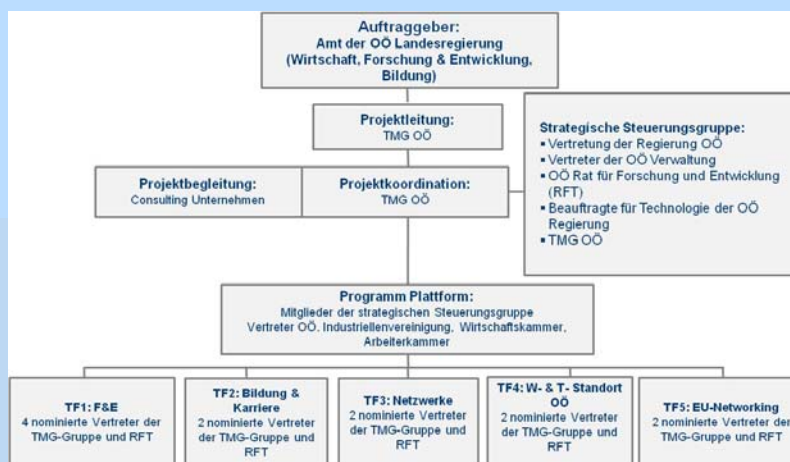 Auftraggeber:
Amt der OÖ Landesregierung
(Wirtschaft, Forschung & Entwicklung,
Bildung)
Projektleitung:
TMG OÖ
Strategische Steuerungsgruppe:
▪ Vertretung der Regierung OÖ
▪ Vertreter der OÖ Verwaltung
▪ OÖ Rat für Forschung und Entwicklung
(RFT)
▪ Beauftragte für Technologie der OÖ
Regierung
▪ TMG OÖ
Projektbegleitung:
Consulting Unternehmen
Projektkoordination:
TMG OÖ
Programm Plattform:
Mitglieder der strategischen Steuerungsgruppe
Vertreter OÖ. Industriellenvereinigung, Wirtschaftskammer,
Arbeiterkammer
TF1: F&E
4 nominierte Vertreter der
TMG-Gruppe und RFT
TF2: Bildung &
Karriere
2 nominierte Vertreter
der TMG-Gruppe und
RFT
TF3: Netzwerke
2 nominierte Vertreter
der TMG-Gruppe und
RFT
TF4: W- & T- Standort
OÖ
2 nominierte Vertreter
der TMG-Gruppe und
RFT
TF5: EU-Networking
2 nominierte Vertreter der
TMG-Gruppe und RFT